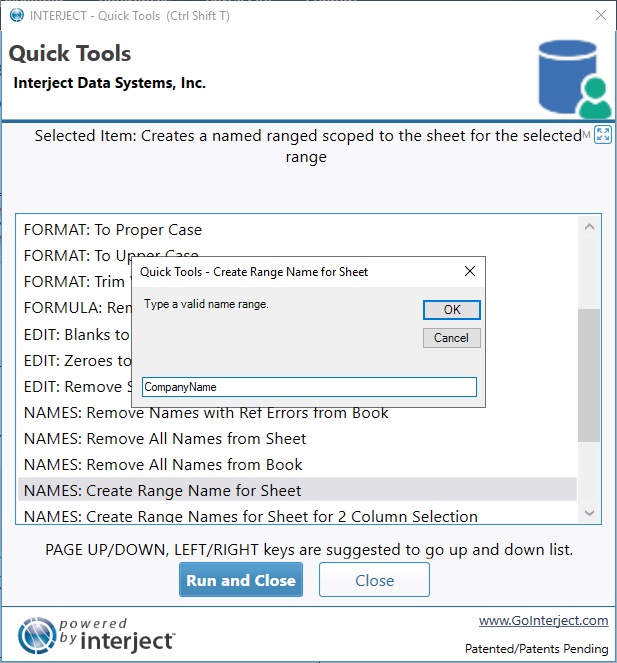 INTERJECT - Quick Tools (Ctrl Shift T)
Quick Tools
Interject Data Systems, Inc.
Selected Item: Creates a named ranged scoped to the sheet for the selected
range
FORMAT: To Proper Case
FORMAT: To Upper Case
FORMAT: Trim
FORMULA:
EDIT: Blanks to
EDIT: Zeroes to
EDIT: Remove
Quick Tools - Create Range Name for Sheet
Type a valid name range.
OK
Cancel
CompanyName
NAMES: Remove Names with Ref Errors from Book
NAMES: Remove All Names from Sheet
NAMES: Remove All Names from Book
NAMES: Create Range Name for Sheet
NAMES: Create Range Names for Sheet for 2 Column Selection
PAGE UP/DOWN, LEFT/RIGHT keys are suggested to go up and down list.
Run and Close
Close
powered
by interject™
www.GoInterject.com
Patented/Patents Pending